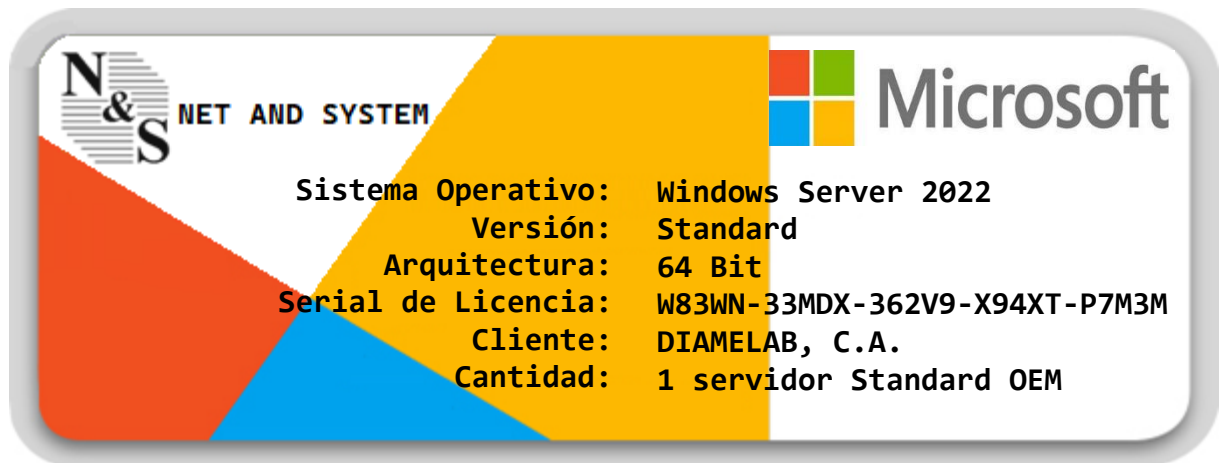 N&S NET AND SYSTEM
Microsoft
Sistema Operativo: Windows Server 2022
Versión: Standard
Arquitectura: 64 Bit
Serial de Licencia: W83WN-33MDX-362V9-X94XT-P7M3M
Cliente: DIAMELAB, C.A.
Cantidad: 1 servidor Standard OEM